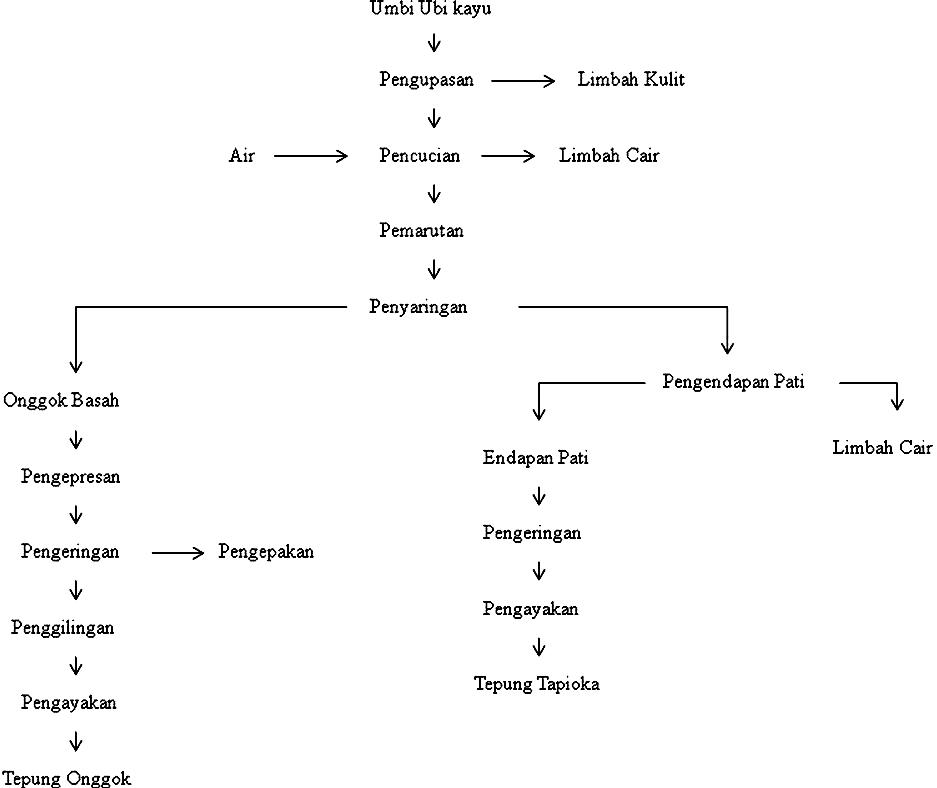 Umbi Ubi kayu
Pengupasan
Limbah Kulit
Air
Pencucian
Limbah Cair
Pemarutan
Penyaringan
Onggok Basah
Pengepresan
Pengeringan
Pengepakan
Penggilingan
Pengayakan
Tepung Onggok
Pengendapan Pati
Endapan Pati
Pengeringan
Pengayakan
Tepung Tapioka
Limbah Cair